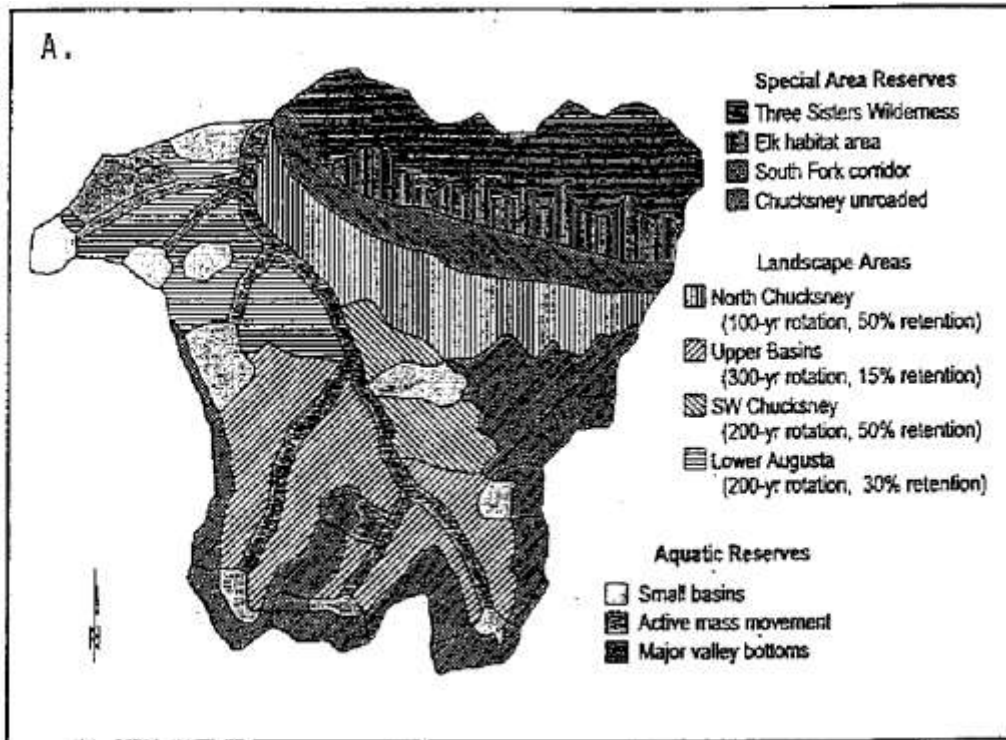 A.
Special Area Reserves
Three Sisters Wilderness
Elk habitat area
South Fork corridor
Chucksney unroaded
Landscape Areas
North Chucksney
(100-yr rotation, 50% retention)
Upper Basins
(300-yr rotation, 15% retention)
SW Chucksney
(200-yr rotation, 50% retention)
Lower Augusta
(200-yr rotation, 30% retention)
Aquatic Reserves
Small basins
Active mass movement
Major valley bottoms